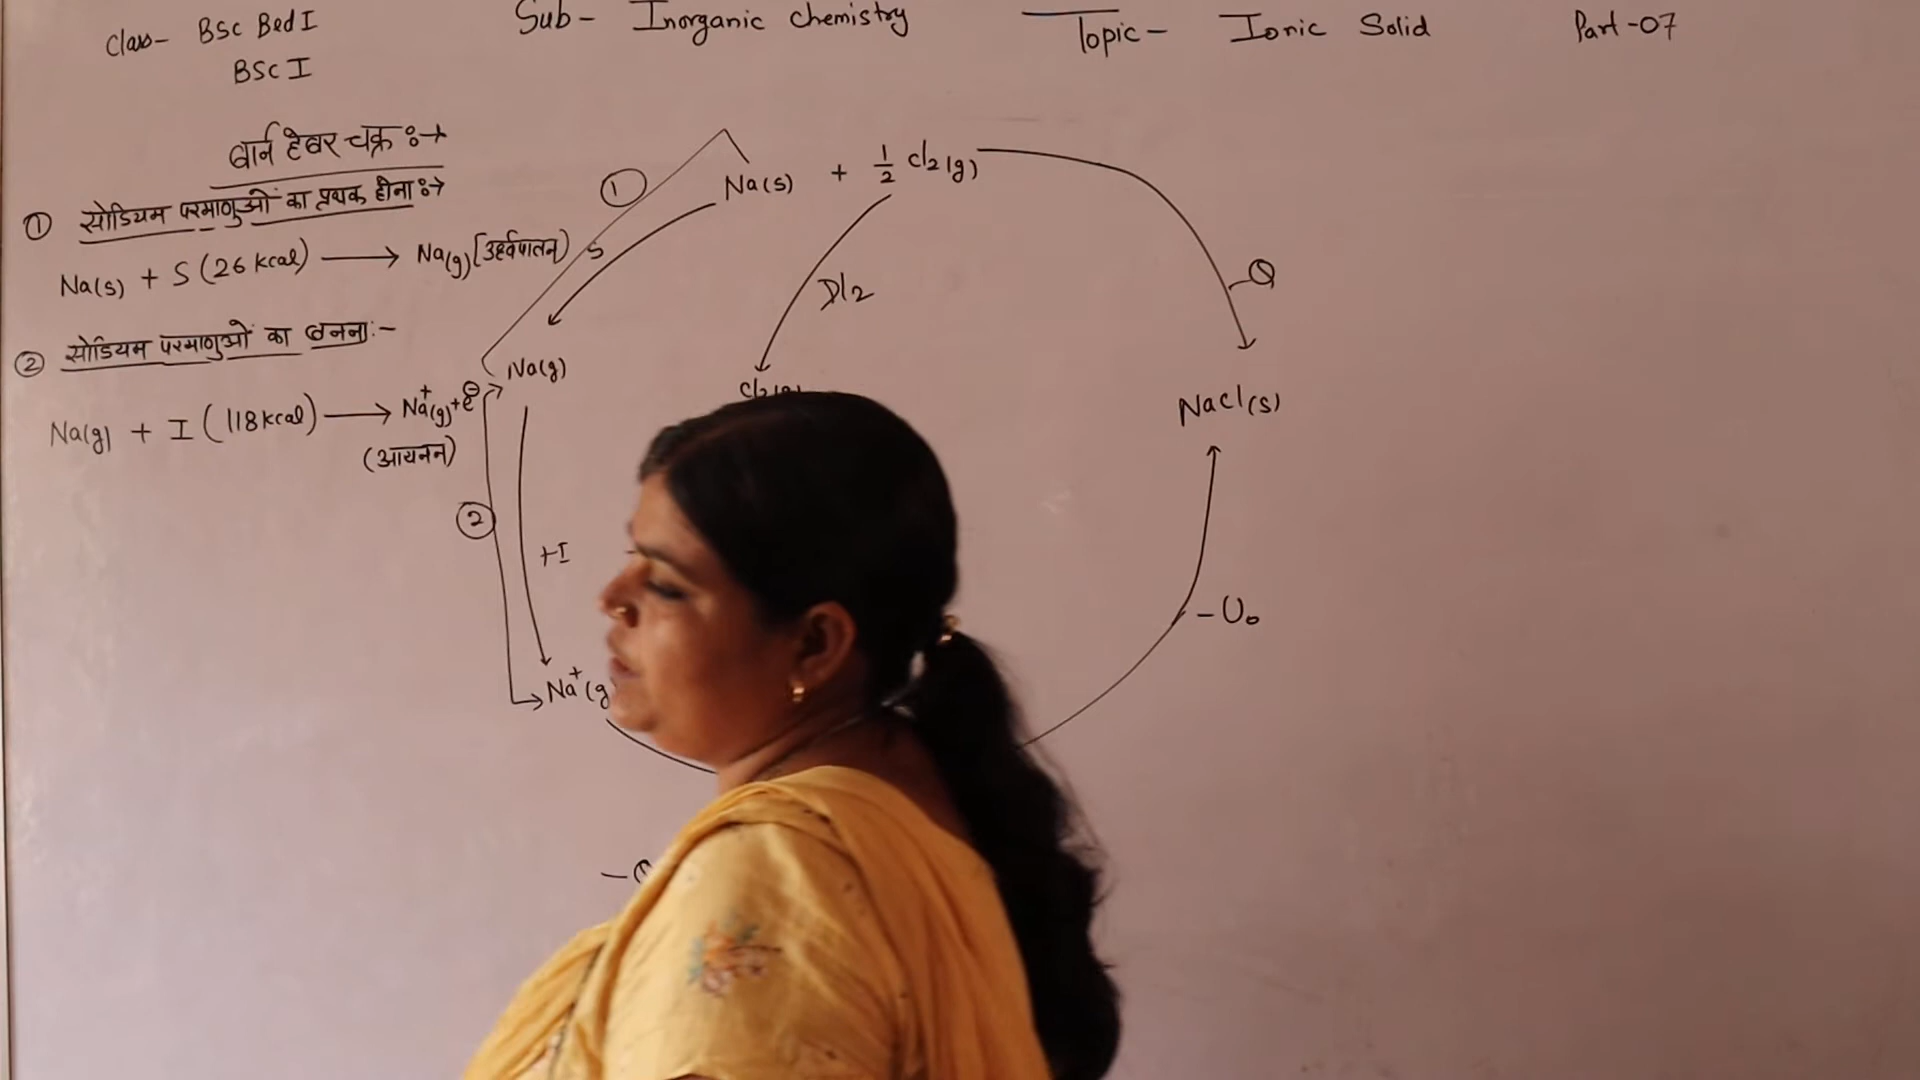 Class- BSc Bed I
BSc I
Sub- Inorganic Chemistry
Topic- Ionic Solid
Part-07
बार्न हेबर चक्र :→
① सोडियम परमाणुओं का प्रथक होना :→
Na(s) + S (26 kcal) ⟶ Na(g) [उर्ध्वपातन]
② सोडियम परमाणुओं का बनना :-
Na(g) + I (118 kcal) ⟶ Na⁺(g) + e⊖
(आयनन)
① Na(s) + 1/2 Cl₂(g)
S
D/2
-Q
Na(g)
NaCl(s)
②
+I
-U₀
Na⁺(g